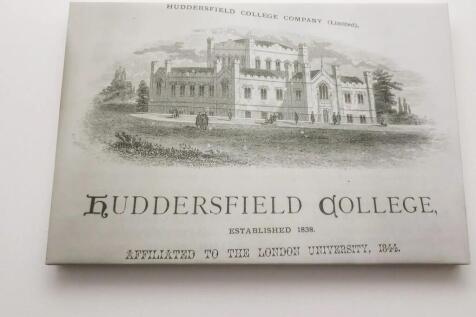 HUDDERSFIELD COLLEGE COMPANY (Limited).
HUDDERSFIELD COLLEGE,
ESTABLISHED 1838.
AFFILIATED TO THE LONDON UNIVERSITY, 1844.